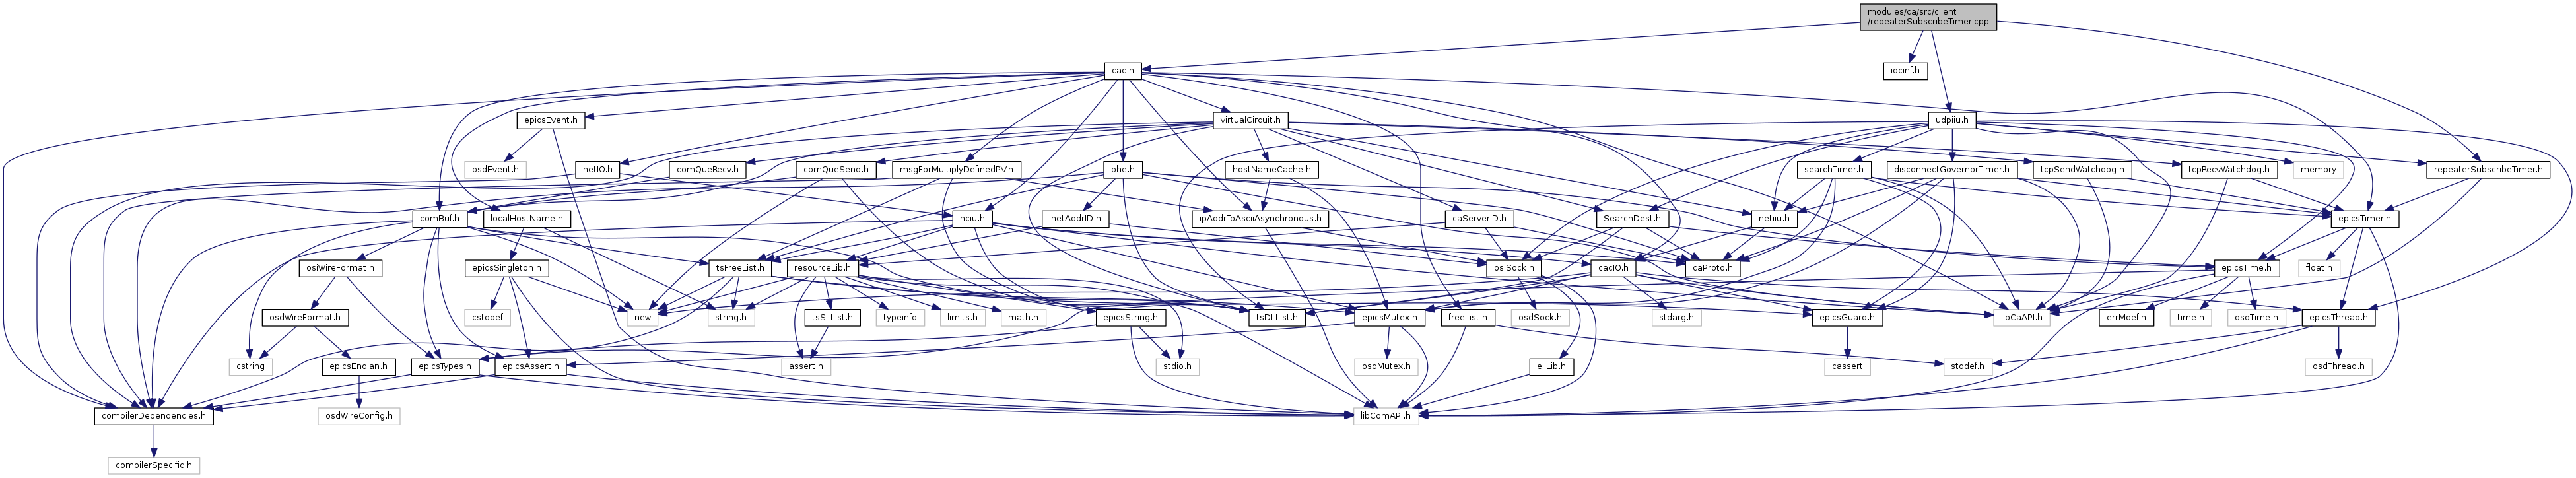 modules/ca/src/client
/repeaterSubscribeTimer.cpp
cac.h
iocinf.h
epicsEvent.h
virtualCircuit.h
udpiiu.h
osdEvent.h
netIO.h
comQueRecv.h
comQueSend.h
msgForMultiplyDefinedPV.h
bhe.h
hostNameCache.h
searchTimer.h
disconnectGovernorTimer.h
tcpSendWatchdog.h
tcpRecvWatchdog.h
memory
repeaterSubscribeTimer.h
comBuf.h
localHostName.h
nciu.h
inetAddrID.h
ipAddrToAsciiAsynchronous.h
caServerID.h
SearchDest.h
netiiu.h
epicsTimer.h
osiWireFormat.h
epicsSingleton.h
tsFreeList.h
resourceLib.h
osiSock.h
cacIO.h
caProto.h
epicsTime.h
float.h
osdWireFormat.h
cstddef
new
string.h
tsSLList.h
typeinfo
limits.h
math.h
epicsString.h
tsDLList.h
epicsMutex.h
freeList.h
osdSock.h
stdarg.h
epicsGuard.h
libCaAPI.h
errMdef.h
time.h
osdTime.h
epicsThread.h
cstring
epicsEndian.h
epicsTypes.h
epicsAssert.h
assert.h
stdio.h
osdMutex.h
ellLib.h
cassert
stddef.h
osdThread.h
compilerDependencies.h
osdWireConfig.h
libComAPI.h
compilerSpecific.h